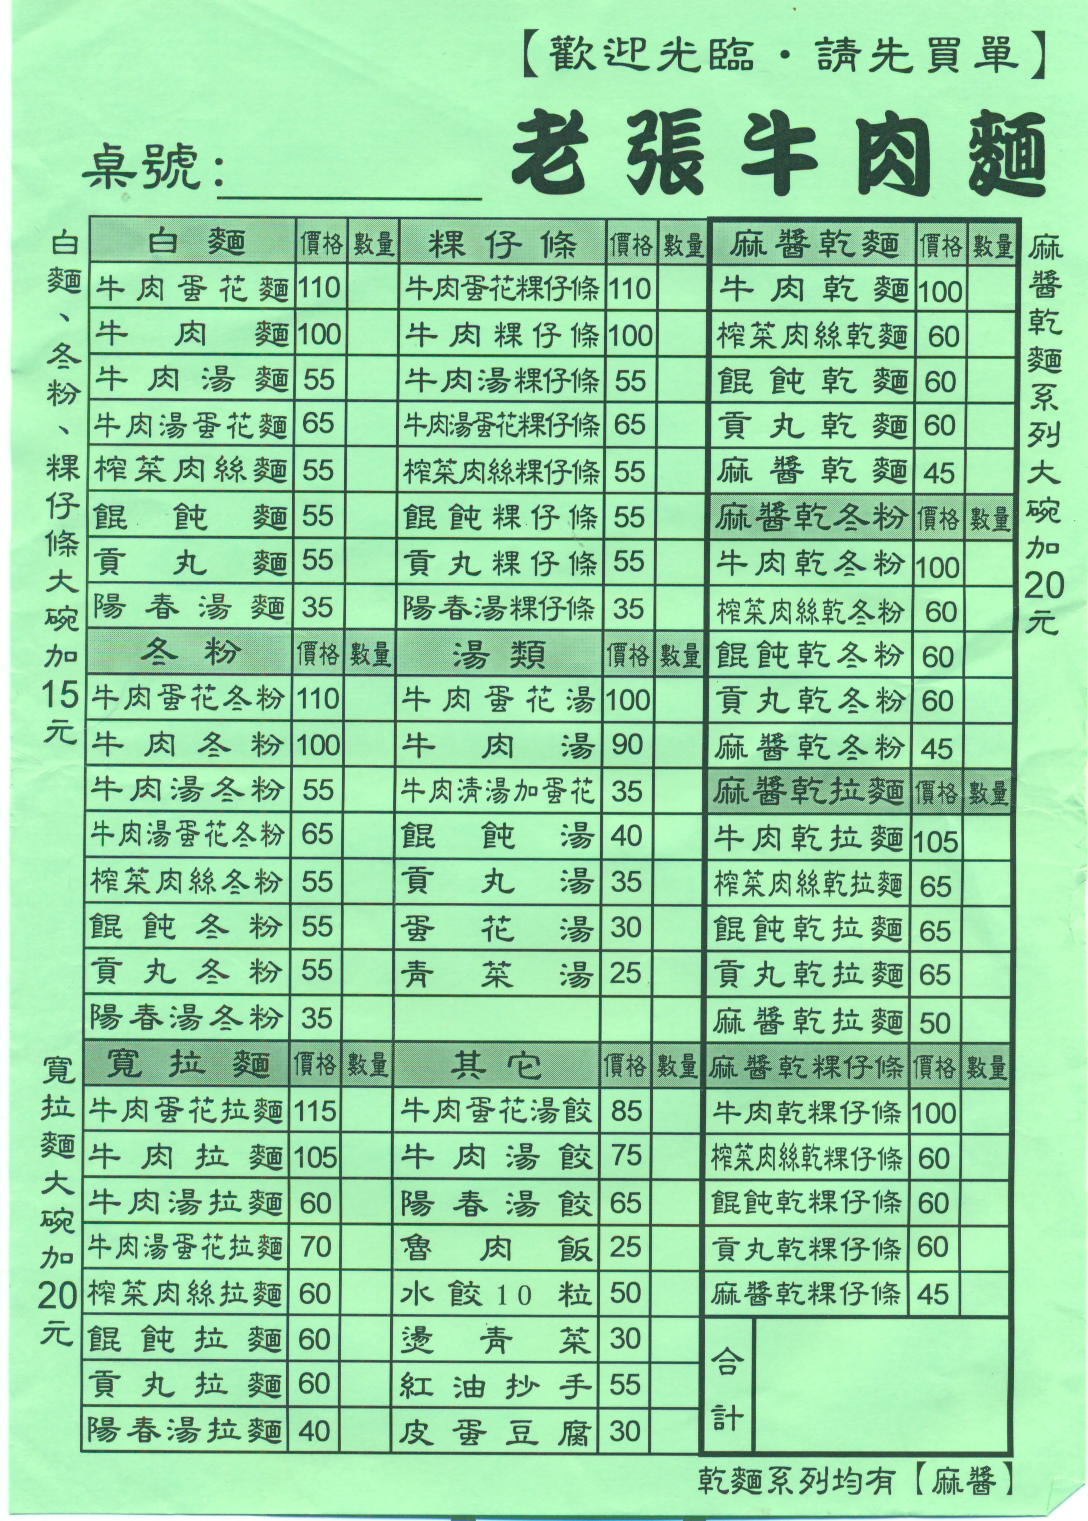 【歡迎光臨・請先買單】
老張牛肉麵
桌號：
白麵、冬粉、粿仔條大碗加15元
寬拉麵大碗加20元
白麵 價格 數量
牛肉蛋花麵 110
牛肉麵 100
牛肉湯麵 55
牛肉湯蛋花麵 65
榨菜肉絲麵 55
餛飩麵 55
貢丸麵 55
陽春湯麵 35
冬粉 價格 數量
牛肉蛋花冬粉 110
牛肉冬粉 100
牛肉湯冬粉 55
牛肉湯蛋花冬粉 65
榨菜肉絲冬粉 55
餛飩冬粉 55
貢丸冬粉 55
陽春湯冬粉 35
寬拉麵 價格 數量
牛肉蛋花拉麵 115
牛肉拉麵 105
牛肉湯拉麵 60
牛肉湯蛋花拉麵 70
榨菜肉絲拉麵 60
餛飩拉麵 60
貢丸拉麵 60
陽春湯拉麵 40
粿仔條 價格 數量
牛肉蛋花粿仔條 110
牛肉粿仔條 100
牛肉湯粿仔條 55
牛肉湯蛋花粿仔條 65
榨菜肉絲粿仔條 55
餛飩粿仔條 55
貢丸粿仔條 55
陽春湯粿仔條 35
湯類 價格 數量
牛肉蛋花湯 100
牛肉湯 90
牛肉清湯加蛋花 35
餛飩湯 40
貢丸湯 35
蛋花湯 30
青菜湯 25
其它 價格 數量
牛肉蛋花湯餃 85
牛肉湯餃 75
陽春湯餃 65
魯肉飯 25
水餃10粒 50
燙青菜 30
紅油抄手 55
皮蛋豆腐 30
麻醬乾麵 價格 數量
牛肉乾麵 100
榨菜肉絲乾麵 60
餛飩乾麵 60
貢丸乾麵 60
麻醬乾麵 45
麻醬乾冬粉 價格 數量
牛肉乾冬粉 100
榨菜肉絲乾冬粉 60
餛飩乾冬粉 60
貢丸乾冬粉 60
麻醬乾冬粉 45
麻醬乾拉麵 價格 數量
牛肉乾拉麵 105
榨菜肉絲乾拉麵 65
餛飩乾拉麵 65
貢丸乾拉麵 65
麻醬乾拉麵 50
麻醬乾粿仔條 價格 數量
牛肉乾粿仔條 100
榨菜肉絲乾粿仔條 60
餛飩乾粿仔條 60
貢丸乾粿仔條 60
麻醬乾粿仔條 45
合計
麻醬乾麵系列大碗加20元
乾麵系列均有【麻醬】